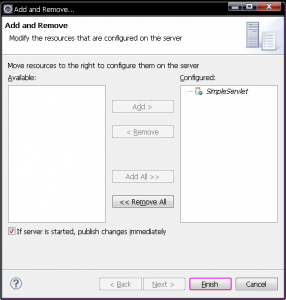 Add and Remove...
Add and Remove
Modify the resources that are configured on the server
Move resources to the right to configure them on the server
Available:
Configured:
SimpleServlet
Add >
< Remove
Add All >>
<< Remove All
If server is started, publish changes immediately
?
< Back
Next >
Finish
Cancel